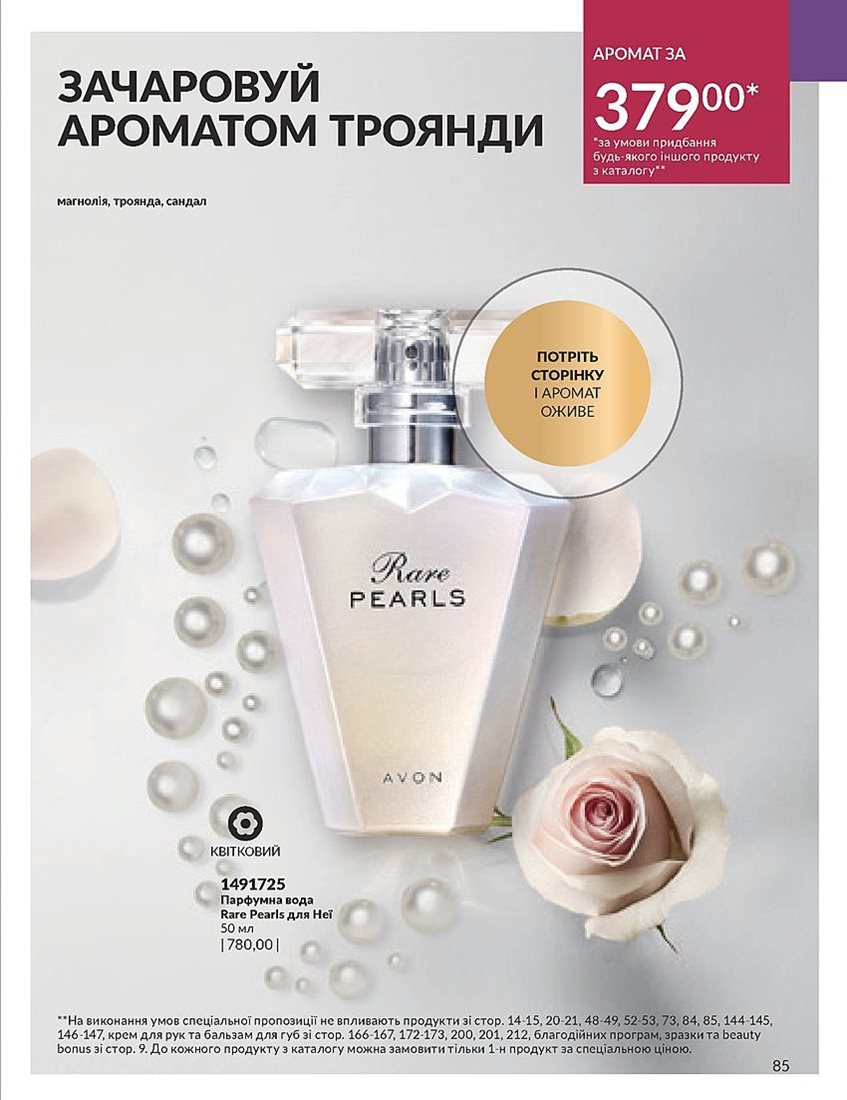 ЗАЧАРОВУЙ
АРОМАТОМ ТРОЯНДИ
магнолія, троянда, сандал
АРОМАТ ЗА
37900*
*за умови придбання
будь-якого іншого продукту
з каталогу**
ПОТРІТЬ
СТОРІНКУ
І АРОМАТ
ОЖИВЕ
Rare
PEARLS
AVON
КВІТКОВИЙ
1491725
Парфумна вода
Rare Pearls для Неї
50 мл
| 780,00 |
**На виконання умов спеціальної пропозиції не впливають продукти зі стор. 14-15, 20-21, 48-49, 52-53, 73, 84, 85, 144-145,
146-147, крем для рук та бальзам для губ зі стор. 166-167, 172-173, 200, 201, 212, благодійних програм, зразки та beauty
bonus зі стор. 9. До кожного продукту з каталогу можна замовити тільки 1-н продукт за спеціальною ціною.
85